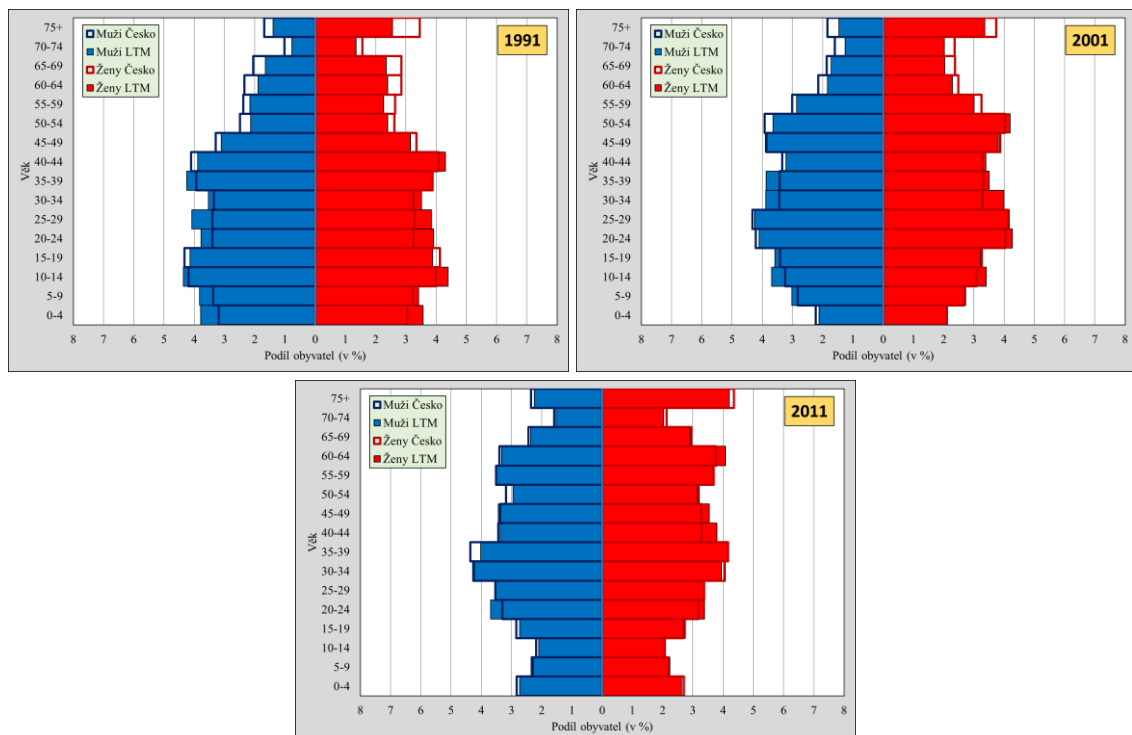 1991
Muži Česko
Muži LTM
Ženy Česko
Ženy LTM
Věk
75+
70-74
65-69
60-64
55-59
50-54
45-49
40-44
35-39
30-34
25-29
20-24
15-19
10-14
5-9
0-4
8 7 6 5 4 3 2 1 0 1 2 3 4 5 6 7 8
Podíl obyvatel (v %)
2001
Muži Česko
Muži LTM
Ženy Česko
Ženy LTM
Věk
75+
70-74
65-69
60-64
55-59
50-54
45-49
40-44
35-39
30-34
25-29
20-24
15-19
10-14
5-9
0-4
8 7 6 5 4 3 2 1 0 1 2 3 4 5 6 7 8
Podíl obyvatel (v %)
2011
Muži Česko
Muži LTM
Ženy Česko
Ženy LTM
Věk
75+
70-74
65-69
60-64
55-59
50-54
45-49
40-44
35-39
30-34
25-29
20-24
15-19
10-14
5-9
0-4
8 7 6 5 4 3 2 1 0 1 2 3 4 5 6 7 8
Podíl obyvatel (v %)